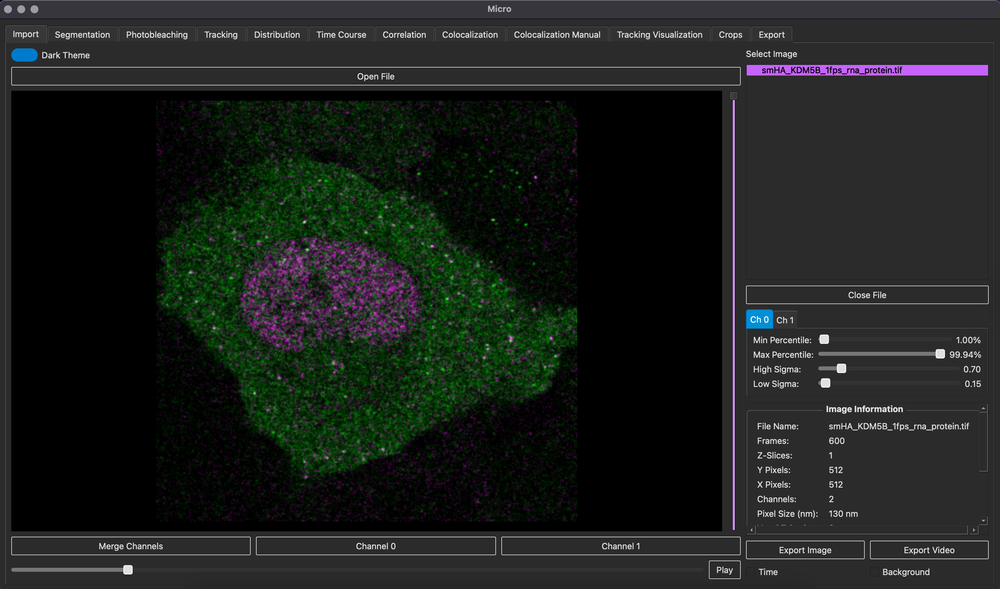 Micro
Import Segmentation Photobleaching Tracking Distribution Time Course Correlation Colocalization Colocalization Manual Tracking Visualization Crops Export
Dark Theme
Open File
Select Image
smHA_KDM5B_1fps_rna_protein.tif
Close File
Ch 0 Ch 1
Min Percentile: 1.00%
Max Percentile: 99.94%
High Sigma: 0.70
Low Sigma: 0.15
Image Information
File Name: smHA_KDM5B_1fps_rna_protein.tif
Frames: 600
Z-Slices: 1
Y Pixels: 512
X Pixels: 512
Channels: 2
Pixel Size (nm): 130 nm
Merge Channels Channel 0 Channel 1
Export Image Export Video
Play
Time Background